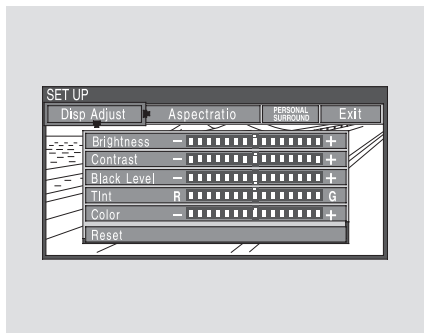 SET UP
Disp Adjust Aspectratio PERSONAL SURROUND Exit
Brightness − +
Contrast − +
Black Level − +
TInt R G
Color − +
Reset